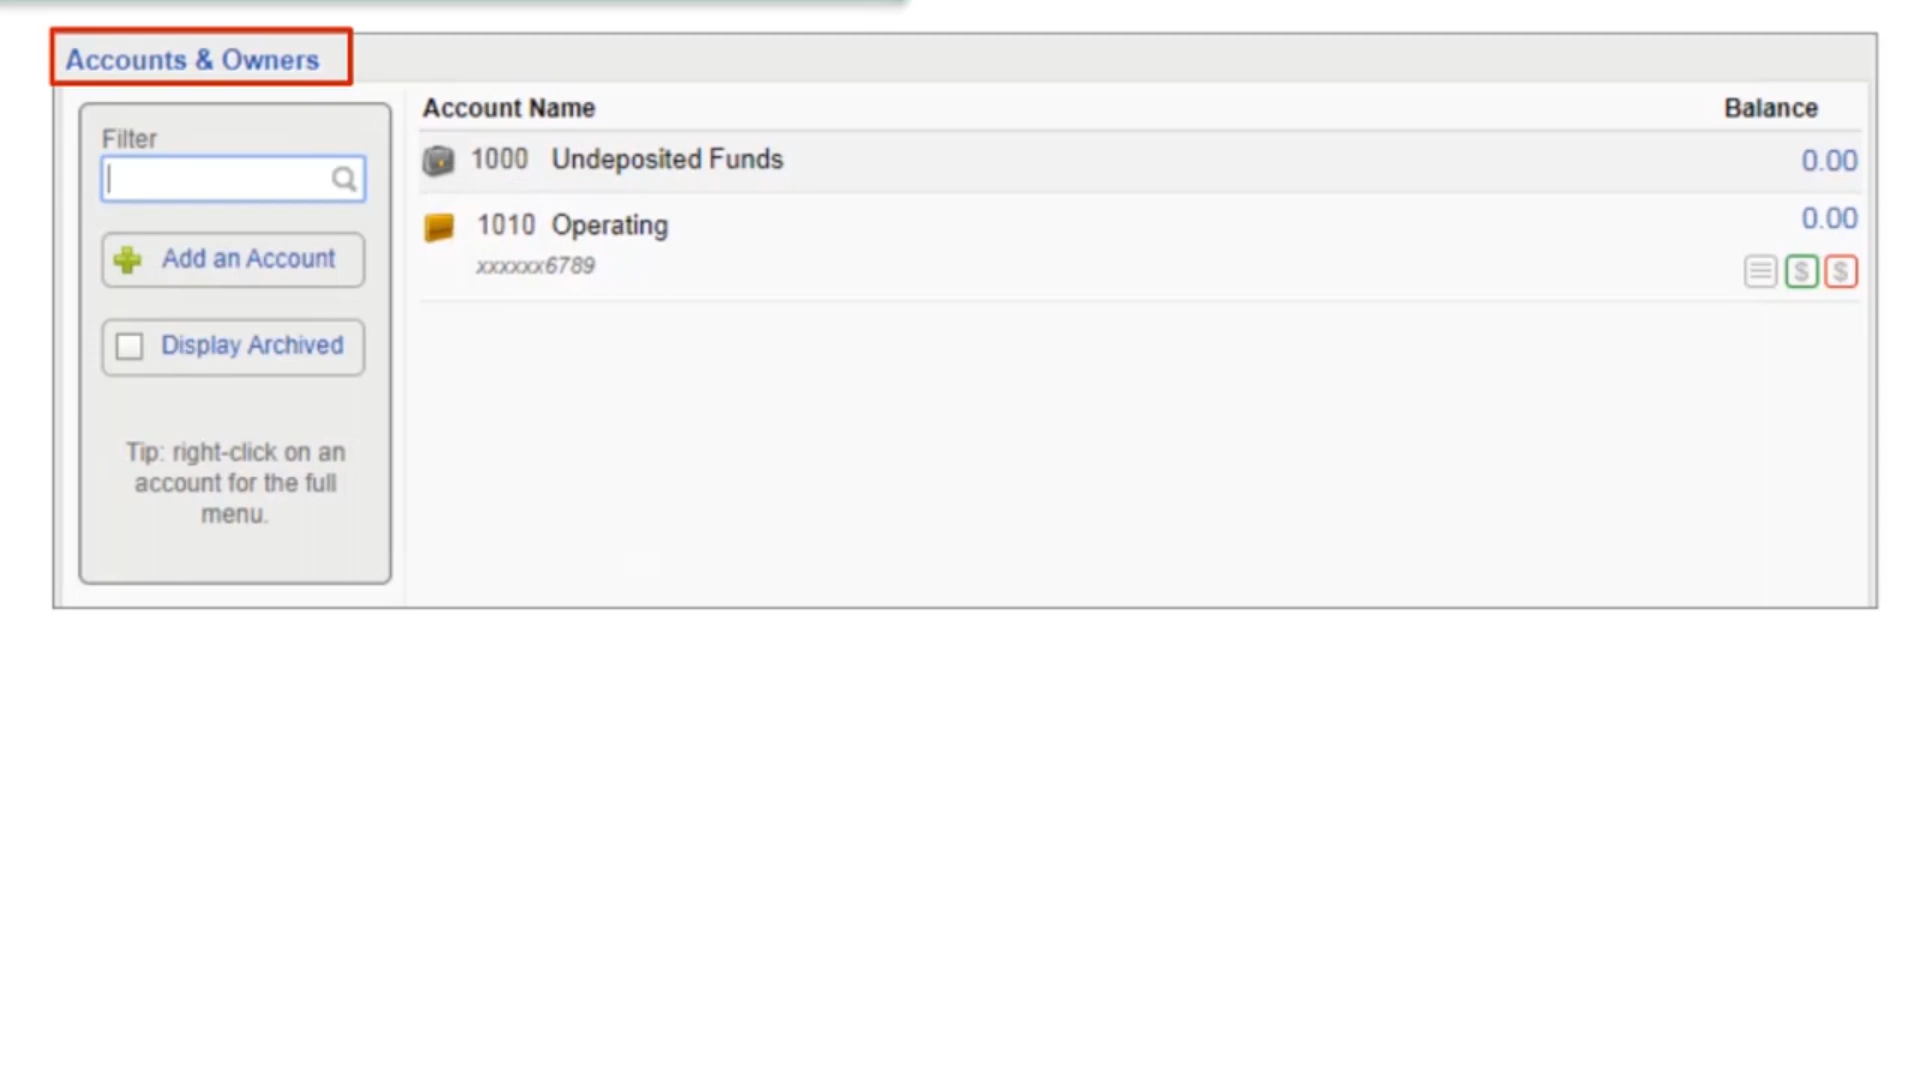 Accounts & Owners
Filter
Add an Account
Display Archived
Tip: right-click on an
account for the full
menu.
Account Name Balance
1000 Undeposited Funds 0.00
1010 Operating 0.00
xxxxxx6789
$ $